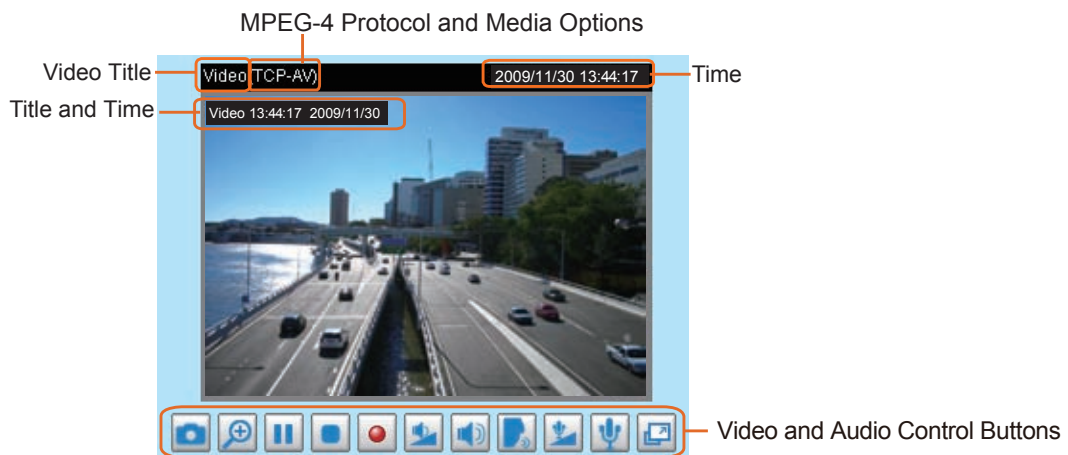 MPEG-4 Protocol and Media Options
Video Title
Video (TCP-AV)
2009/11/30 13:44:17
Time
Title and Time
Video 13:44:17 2009/11/30
Video and Audio Control Buttons